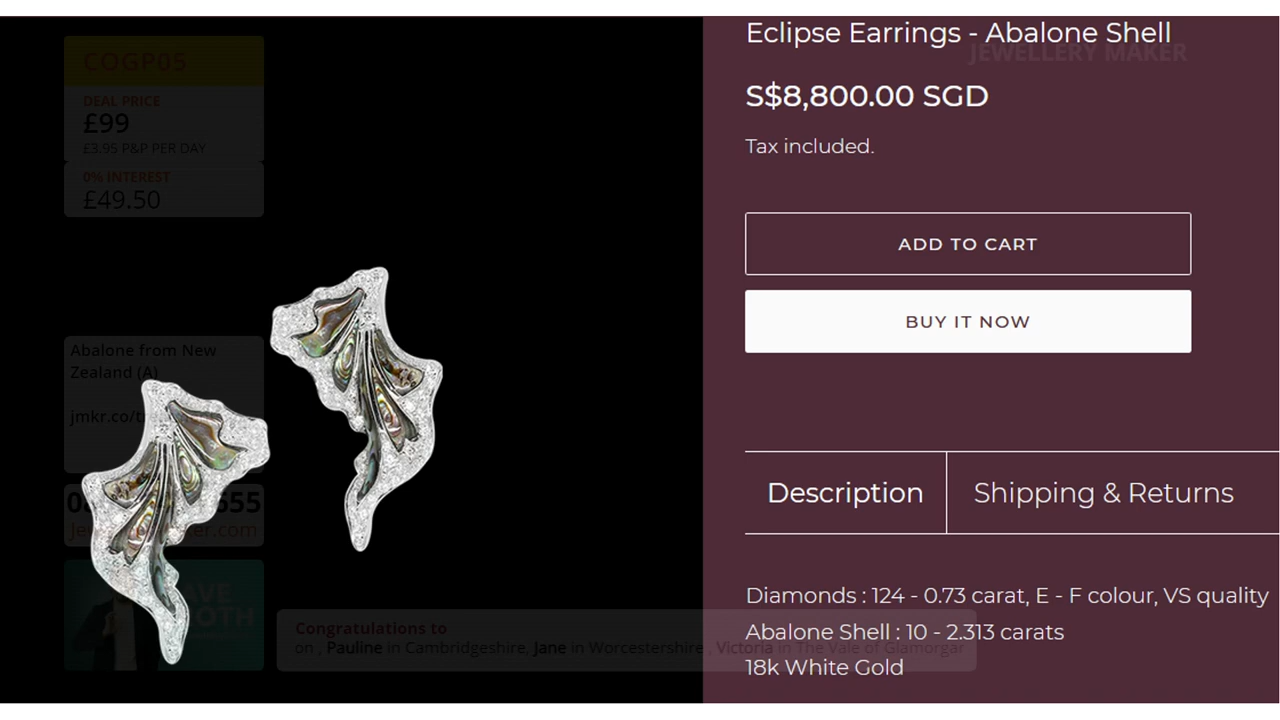 COGP05
DEAL PRICE
£99
£3.95 P&P PER DAY
0% INTEREST
£49.50
Abalone from New
Zealand (A)
Congratulations to
on , Pauline in Cambridgeshire, Jane in Worcestershire , Victoria in The Vale of Glamorgan
Eclipse Earrings - Abalone Shell
JEWELLERY MAKER
S$8,800.00 SGD
Tax included.
ADD TO CART
BUY IT NOW
Description
Shipping & Returns
Diamonds : 124 - 0.73 carat, E - F colour, VS quality
Abalone Shell : 10 - 2.313 carats
18k White Gold